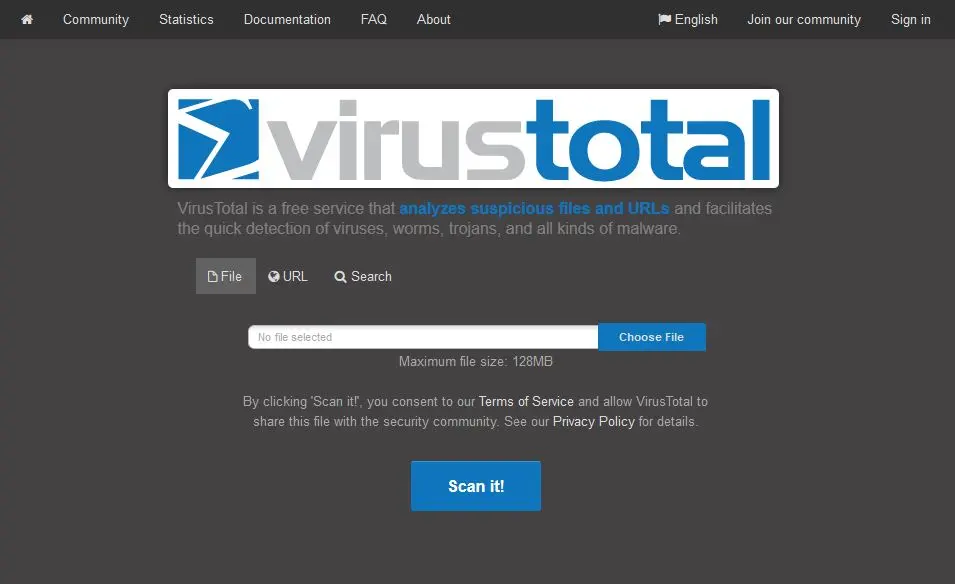 Community Statistics Documentation FAQ About English Join our community Sign in
virustotal
VirusTotal is a free service that analyzes suspicious files and URLs and facilitates
the quick detection of viruses, worms, trojans, and all kinds of malware.
File URL Search
No file selected Choose File
Maximum file size: 128MB
By clicking 'Scan it!', you consent to our Terms of Service and allow VirusTotal to
share this file with the security community. See our Privacy Policy for details.
Scan it!